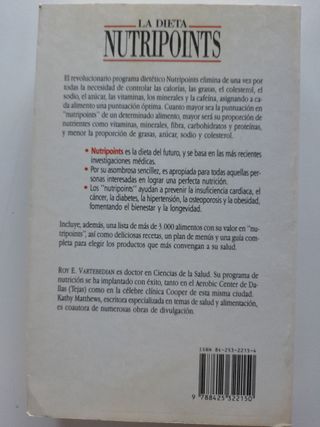 LA DIETA
NUTRIPOINTS
El revolucionario programa dietético Nutripoints elimina de una vez por
todas la necesidad de controlar las calorías, las grasas, el colesterol, el
sodio, el azúcar, las vitaminas, los minerales y la cafeína, asignando a ca-
da alimento una puntuación óptima. Cuanto mayor sea la puntuación en
"nutripoints" de un determinado alimento, mayor será su proporción de
nutrientes como vitaminas, minerales, fibra, carbohidratos y proteínas,
y menor la proporción de grasas, azúcar, sodio y colesterol.
• Nutripoints es la dieta del futuro, y se basa en las más recientes
investigaciones médicas.
• Por su asombrosa sencillez, es apropiada para todas aquellas per-
sonas interesadas en lograr una perfecta nutrición.
• Los "nutripoints" ayudan a prevenir la insuficiencia cardíaca, el
cáncer, la diabetes, la hipertensión, la osteoporosis y la obesidad,
fomentando el bienestar y la longevidad.
Incluye, además, una lista de más de 3.000 alimentos con su valor en "nu-
tripoints", así como deliciosas recetas, un plan de menús y una guía com-
pleta para elegir los productos que más convengan a su salud.
ROY E. VARTEBEDIAN es doctor en Ciencias de la Salud. Su programa de
nutrición se ha implantado con éxito, tanto en el Aerobic Center de Da-
llas (Tejas) como en la célebre clínica Cooper de esta misma ciudad.
Kathy Matthews, escritora especializada en temas de salud y alimentación,
es coautora de numerosas obras de divulgación.
ISBN 84-253-2215-4
9 788425 322150